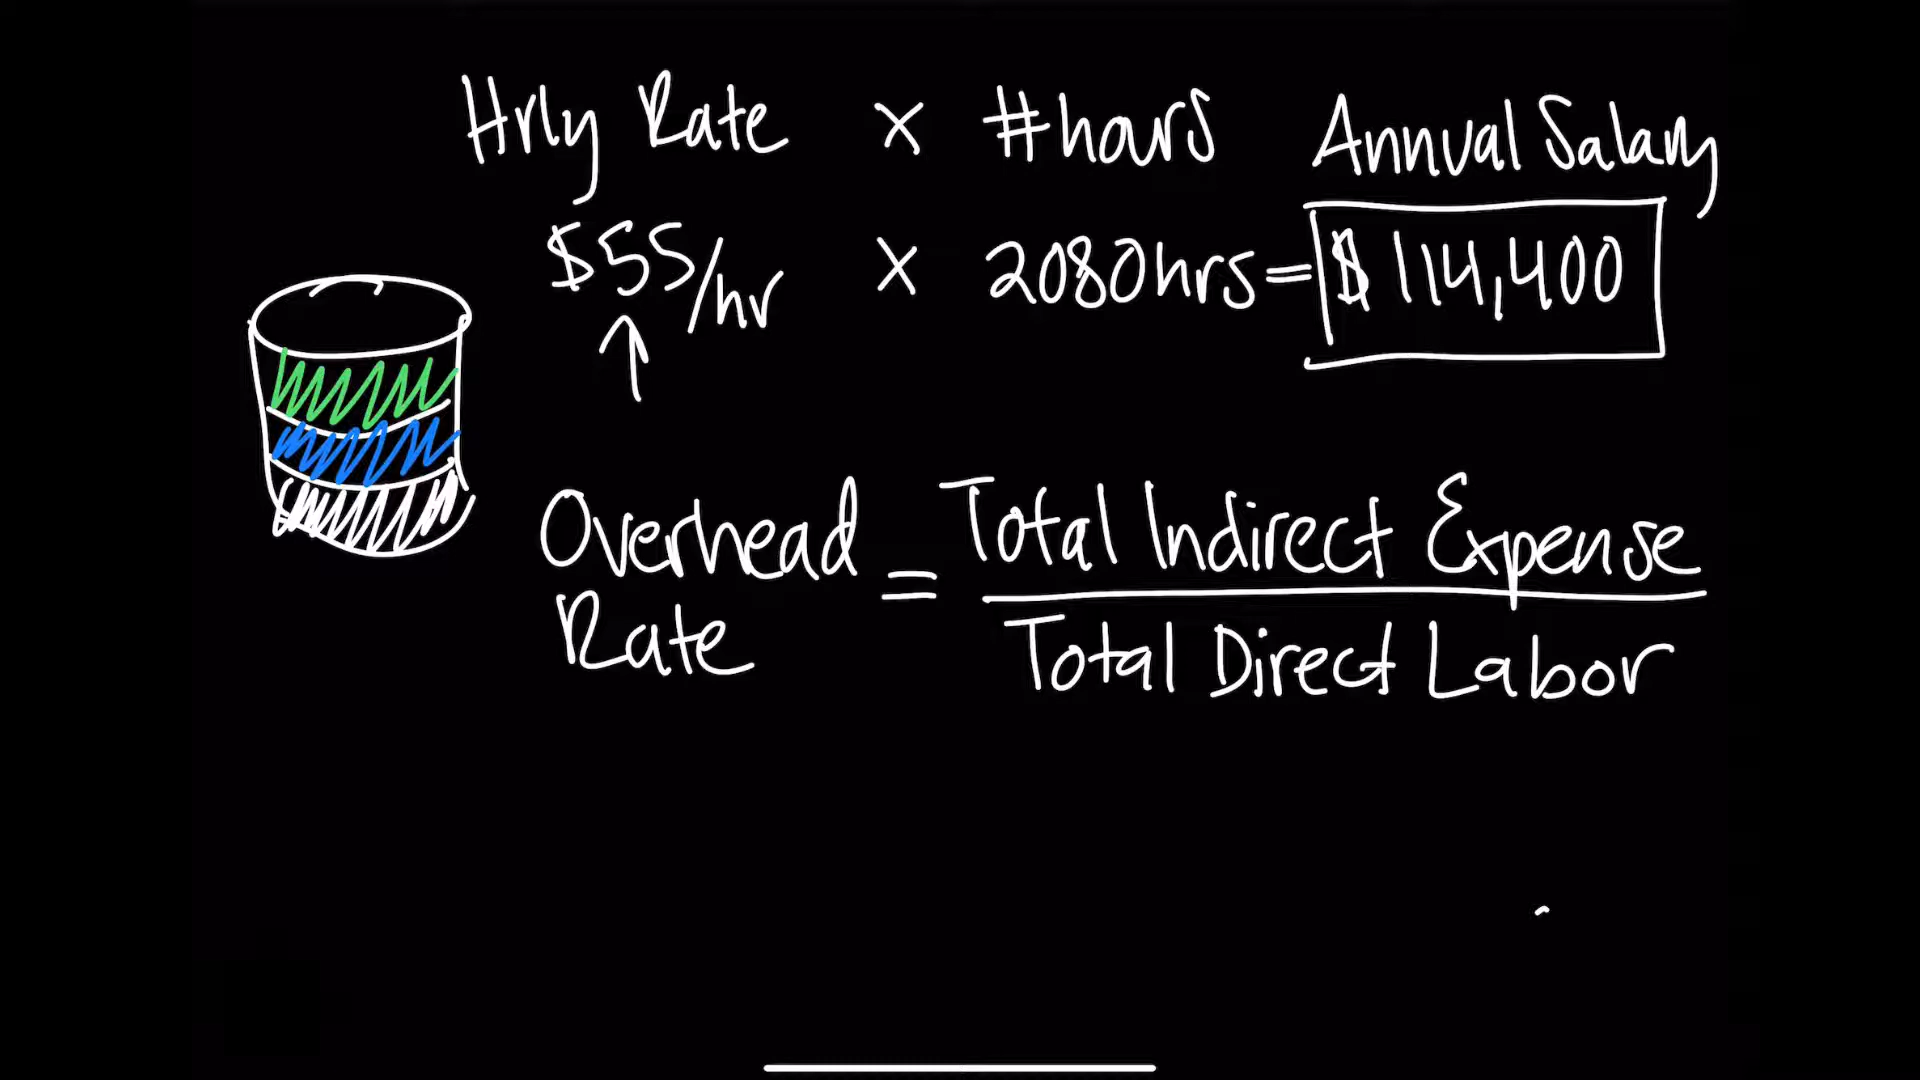 Hrly Rate x #hours Annual Salary
$55/hr x 2080hrs = $114,400
Overhead Rate = Total Indirect Expense
Total Direct Labor